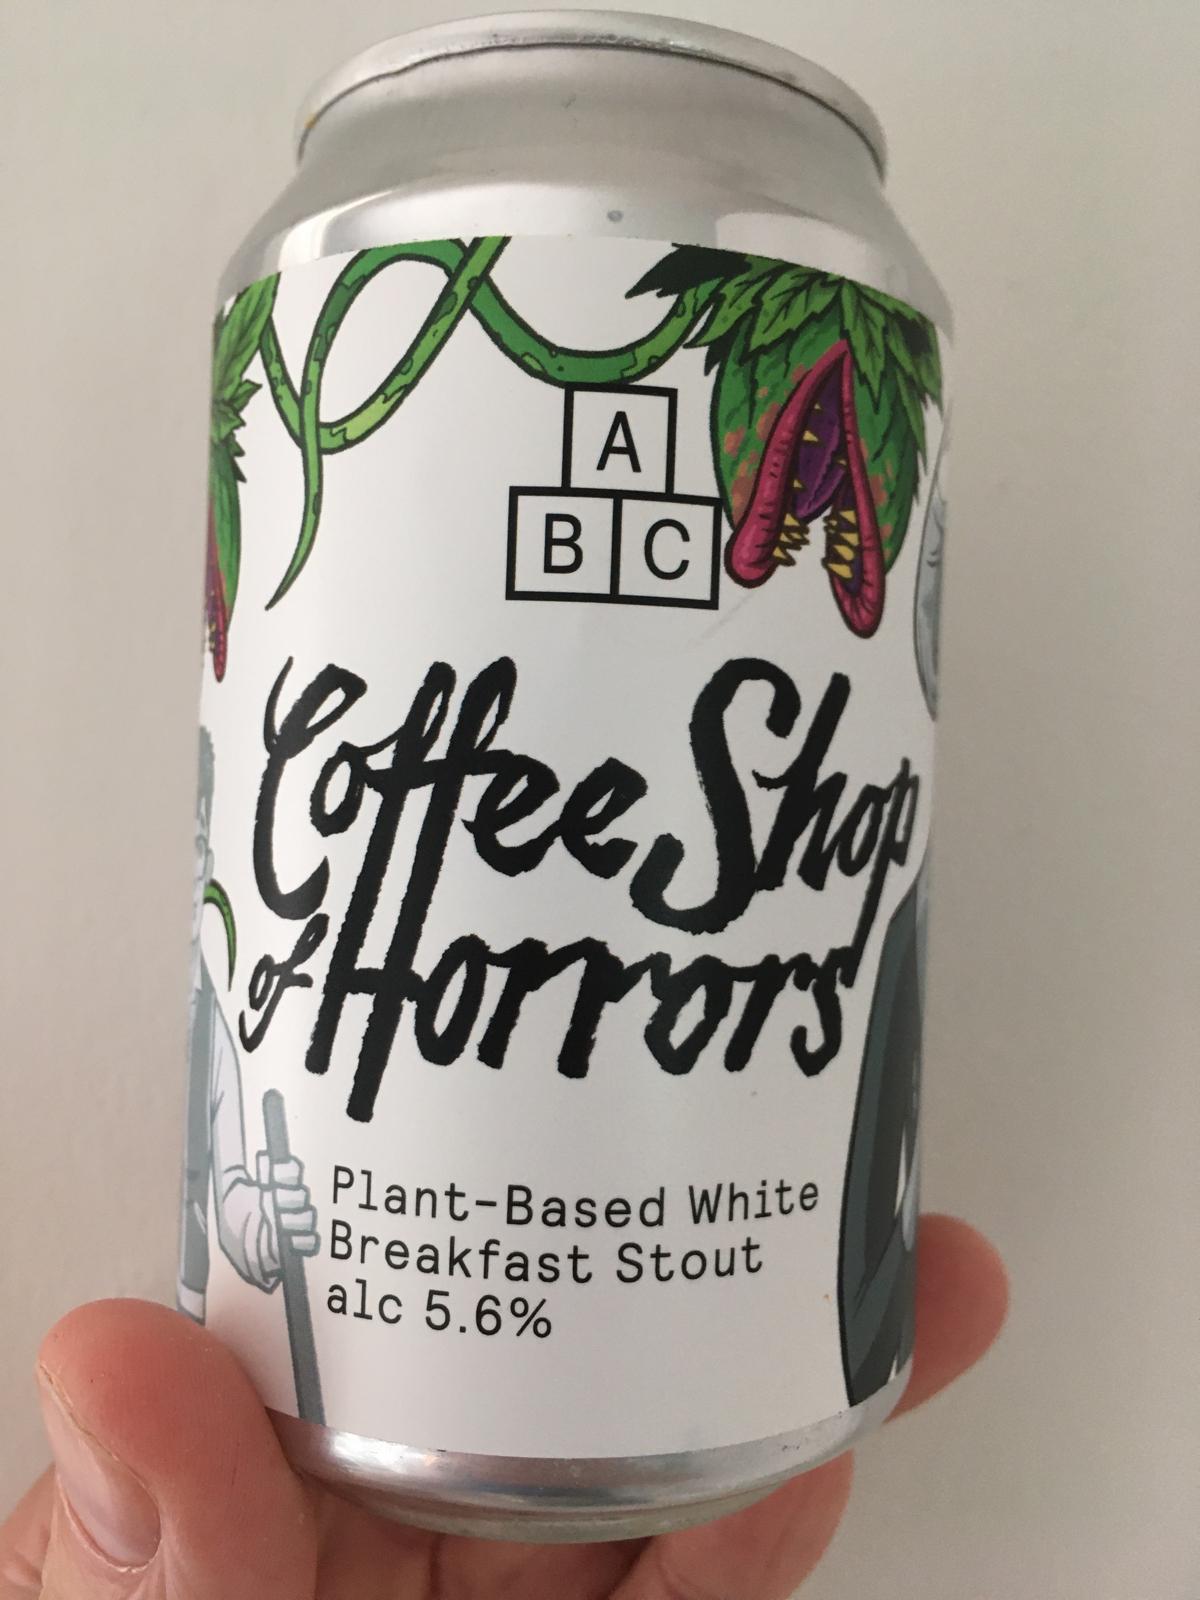 A
B C
Coffee Shop
of Horrors
Plant-Based White
Breakfast Stout
alc 5.6%